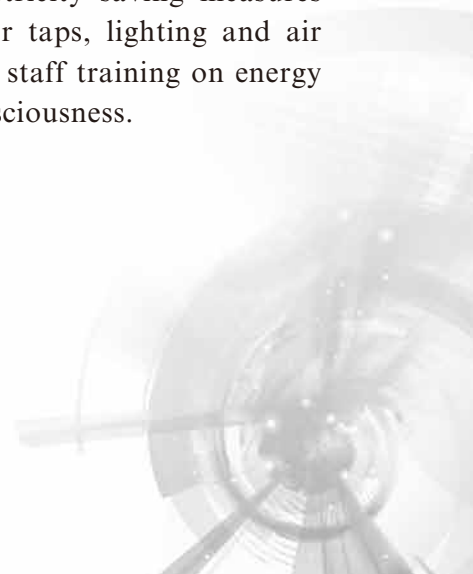 tricity saving measures
r taps, lighting and air
staff training on energy
sciousness.